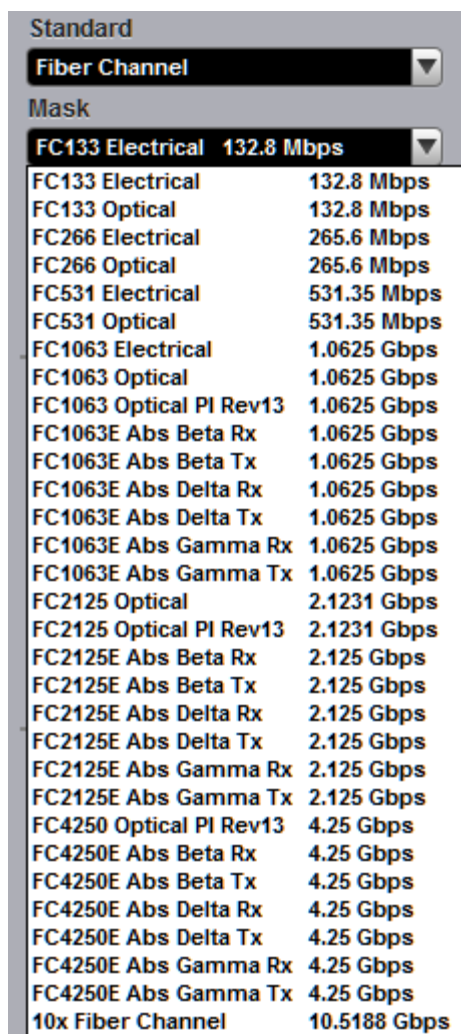 Standard
Fiber Channel
Mask
FC133 Electrical 132.8 Mbps
FC133 Electrical 132.8 Mbps
FC133 Optical 132.8 Mbps
FC266 Electrical 265.6 Mbps
FC266 Optical 265.6 Mbps
FC531 Electrical 531.35 Mbps
FC531 Optical 531.35 Mbps
FC1063 Electrical 1.0625 Gbps
FC1063 Optical 1.0625 Gbps
FC1063 Optical PI Rev13 1.0625 Gbps
FC1063E Abs Beta Rx 1.0625 Gbps
FC1063E Abs Beta Tx 1.0625 Gbps
FC1063E Abs Delta Rx 1.0625 Gbps
FC1063E Abs Delta Tx 1.0625 Gbps
FC1063E Abs Gamma Rx 1.0625 Gbps
FC1063E Abs Gamma Tx 1.0625 Gbps
FC2125 Optical 2.1231 Gbps
FC2125 Optical PI Rev13 2.1231 Gbps
FC2125E Abs Beta Rx 2.125 Gbps
FC2125E Abs Beta Tx 2.125 Gbps
FC2125E Abs Delta Rx 2.125 Gbps
FC2125E Abs Delta Tx 2.125 Gbps
FC2125E Abs Gamma Rx 2.125 Gbps
FC2125E Abs Gamma Tx 2.125 Gbps
FC4250 Optical PI Rev13 4.25 Gbps
FC4250E Abs Beta Rx 4.25 Gbps
FC4250E Abs Beta Tx 4.25 Gbps
FC4250E Abs Delta Rx 4.25 Gbps
FC4250E Abs Delta Tx 4.25 Gbps
FC4250E Abs Gamma Rx 4.25 Gbps
FC4250E Abs Gamma Tx 4.25 Gbps
10x Fiber Channel 10.5188 Gbps